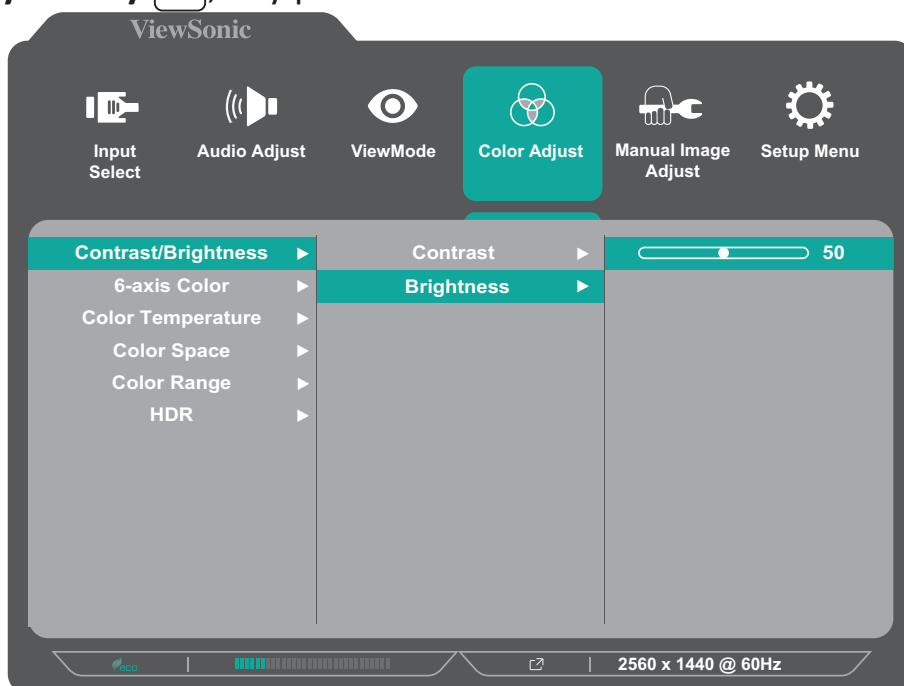 ViewSonic
Input Select
Audio Adjust
ViewMode
Color Adjust
Manual Image Adjust
Setup Menu
Contrast/Brightness
Contrast
50
6-axis Color
Brightness
Color Temperature
Color Space
Color Range
HDR
eco
2560 x 1440 @ 60Hz